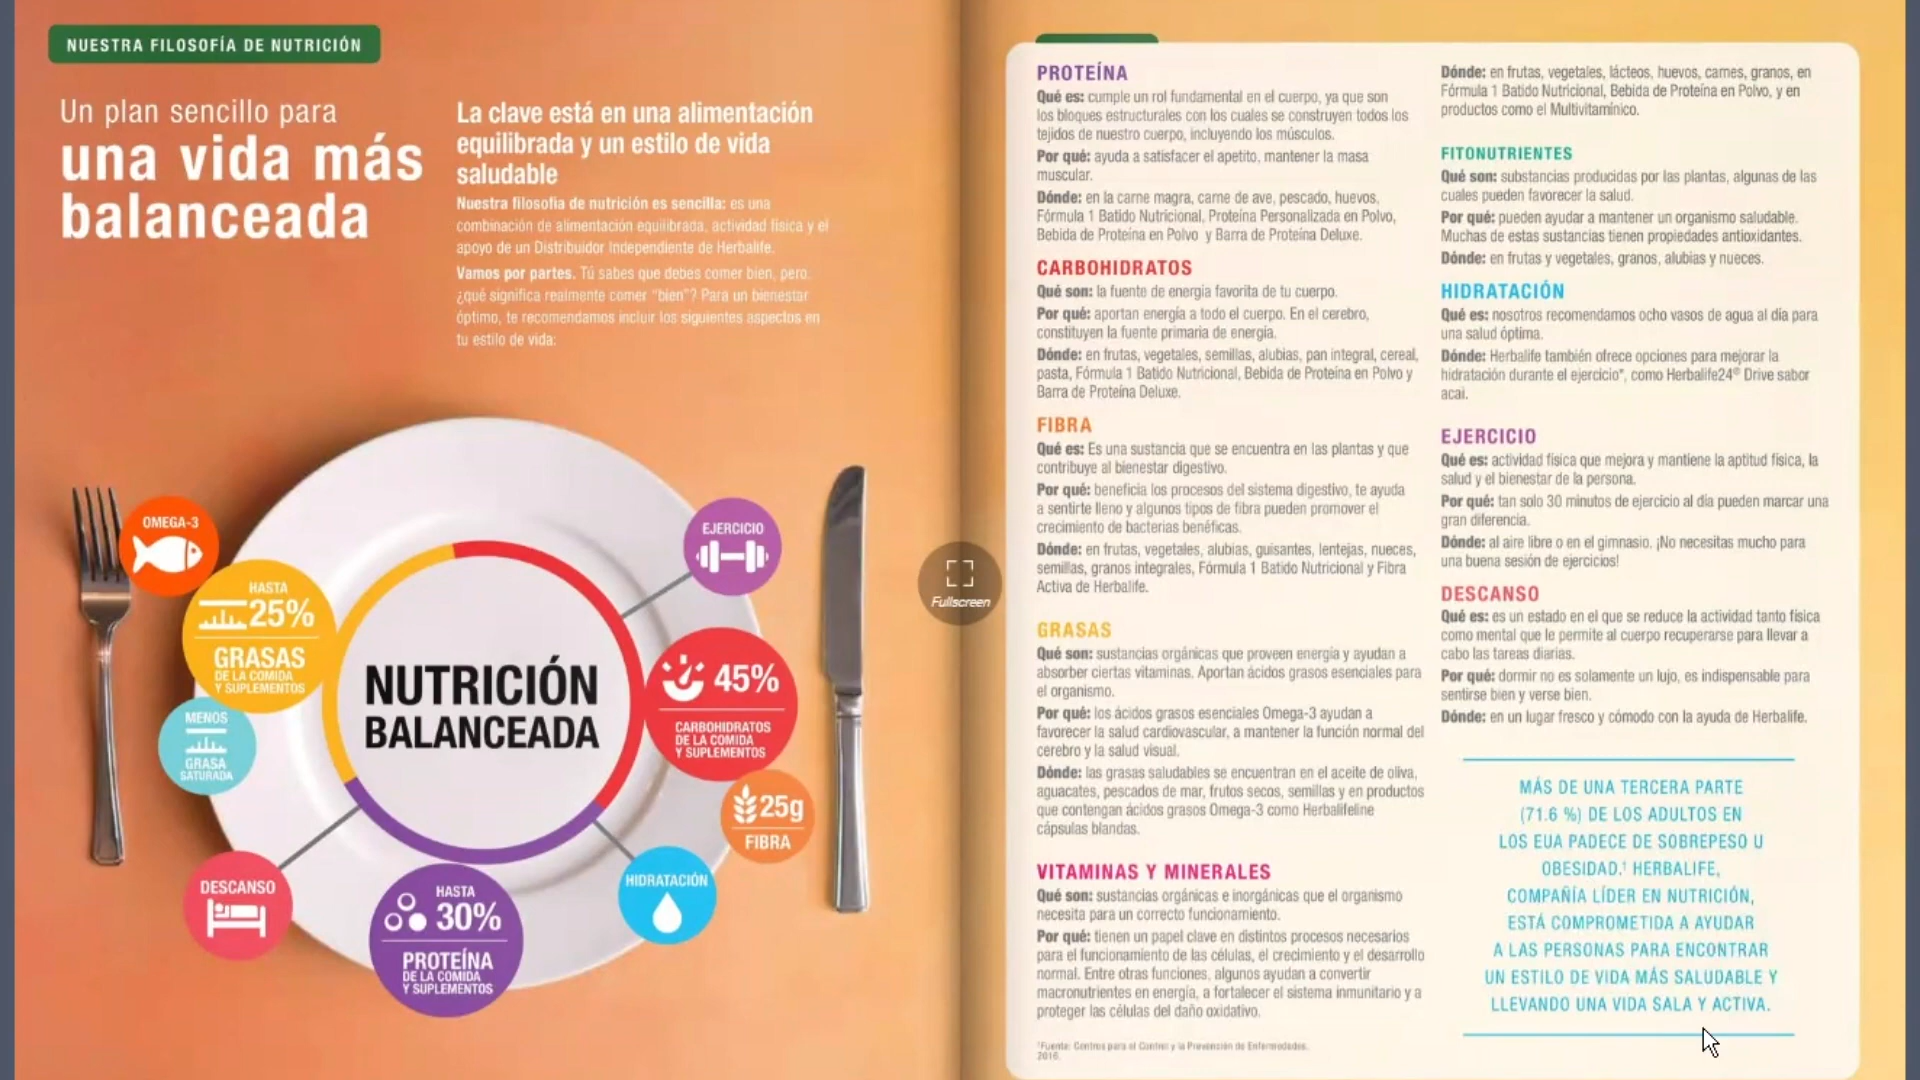 NUESTRA FILOSOFÍA DE NUTRICIÓN
Un plan sencillo para
una vida más
balanceada
La clave está en una alimentación
equilibrada y un estilo de vida
saludable
Nuestra filosofía de nutrición es sencilla: es una
combinación de alimentación equilibrada, actividad física y el
apoyo de un Distribuidor Independiente de Herbalife.
Vamos por partes. Tú sabes que debes comer bien, pero:
¿qué significa realmente comer "bien"? Para un bienestar
óptimo, te recomendamos incluir los siguientes aspectos en
tu estilo de vida:
OMEGA-3
HASTA
25%
GRASAS
DE LA COMIDA
Y SUPLEMENTOS
MENOS
GRASA
SATURADA
DESCANSO
HASTA
30%
PROTEÍNA
DE LA COMIDA
Y SUPLEMENTOS
NUTRICIÓN
BALANCEADA
EJERCICIO
45%
CARBOHIDRATOS
DE LA COMIDA
Y SUPLEMENTOS
25g
FIBRA
HIDRATACIÓN
Fullscreen
PROTEÍNA
Qué es: cumple un rol fundamental en el cuerpo, ya que son
los bloques estructurales con los cuales se construyen todos los
tejidos de nuestro cuerpo, incluyendo los músculos.
Por qué: ayuda a satisfacer el apetito, mantener la masa
muscular.
Dónde: en la carne magra, carne de ave, pescado, huevos,
Fórmula 1 Batido Nutricional, Proteína Personalizada en Polvo,
Bebida de Proteína en Polvo y Barra de Proteína Deluxe.
CARBOHIDRATOS
Qué son: la fuente de energía favorita de tu cuerpo.
Por qué: aportan energía a todo el cuerpo. En el cerebro,
constituyen la fuente primaria de energía.
Dónde: en frutas, vegetales, semillas, alubias, pan integral, cereal,
pasta, Fórmula 1 Batido Nutricional, Bebida de Proteína en Polvo y
Barra de Proteína Deluxe.
FIBRA
Qué es: Es una sustancia que se encuentra en las plantas y que
contribuye al bienestar digestivo.
Por qué: beneficia los procesos del sistema digestivo, te ayuda
a sentirte lleno y algunos tipos de fibra pueden promover el
crecimiento de bacterias benéficas.
Dónde: en frutas, vegetales, alubias, guisantes, lentejas, nueces,
semillas, granos integrales, Fórmula 1 Batido Nutricional y Fibra
Activa de Herbalife.
GRASAS
Qué son: sustancias orgánicas que proveen energía y ayudan a
absorber ciertas vitaminas. Aportan ácidos grasos esenciales para
el organismo.
Por qué: los ácidos grasos esenciales Omega-3 ayudan a
favorecer la salud cardiovascular, a mantener la función normal del
cerebro y la salud visual.
Dónde: las grasas saludables se encuentran en el aceite de oliva,
aguacates, pescados de mar, frutos secos, semillas y en productos
que contengan ácidos grasos Omega-3 como Herbalifeline
cápsulas blandas.
VITAMINAS Y MINERALES
Qué son: sustancias orgánicas e inorgánicas que el organismo
necesita para un correcto funcionamiento.
Por qué: tienen un papel clave en distintos procesos necesarios
para el funcionamiento de las células, el crecimiento y el desarrollo
normal. Entre otras funciones, algunos ayudan a convertir
macronutrientes en energía, a fortalecer el sistema inmunitario y a
proteger las células del daño oxidativo.
¹Fuente: Centros para el Control y la Prevención de Enfermedades.
2016.
Dónde: en frutas, vegetales, lácteos, huevos, carnes, granos, en
Fórmula 1 Batido Nutricional, Bebida de Proteína en Polvo, y en
productos como el Multivitamínico.
FITONUTRIENTES
Qué son: substancias producidas por las plantas, algunas de las
cuales pueden favorecer la salud.
Por qué: pueden ayudar a mantener un organismo saludable.
Muchas de estas sustancias tienen propiedades antioxidantes.
Dónde: en frutas y vegetales, granos, alubias y nueces.
HIDRATACIÓN
Qué es: nosotros recomendamos ocho vasos de agua al día para
una salud óptima.
Dónde: Herbalife también ofrece opciones para mejorar la
hidratación durante el ejercicio*, como Herbalife24® Drive sabor
acai.
EJERCICIO
Qué es: actividad física que mejora y mantiene la aptitud física, la
salud y el bienestar de la persona.
Por qué: tan solo 30 minutos de ejercicio al día pueden marcar una
gran diferencia.
Dónde: al aire libre o en el gimnasio. ¡No necesitas mucho para
una buena sesión de ejercicios!
DESCANSO
Qué es: es un estado en el que se reduce la actividad tanto física
como mental que le permite al cuerpo recuperarse para llevar a
cabo las tareas diarias.
Por qué: dormir no es solamente un lujo, es indispensable para
sentirse bien y verse bien.
Dónde: en un lugar fresco y cómodo con la ayuda de Herbalife.
MÁS DE UNA TERCERA PARTE
(71.6 %) DE LOS ADULTOS EN
LOS EUA PADECE DE SOBREPESO U
OBESIDAD.¹ HERBALIFE,
COMPAÑÍA LÍDER EN NUTRICIÓN,
ESTÁ COMPROMETIDA A AYUDAR
A LAS PERSONAS PARA ENCONTRAR
UN ESTILO DE VIDA MÁS SALUDABLE Y
LLEVANDO UNA VIDA SALA Y ACTIVA.